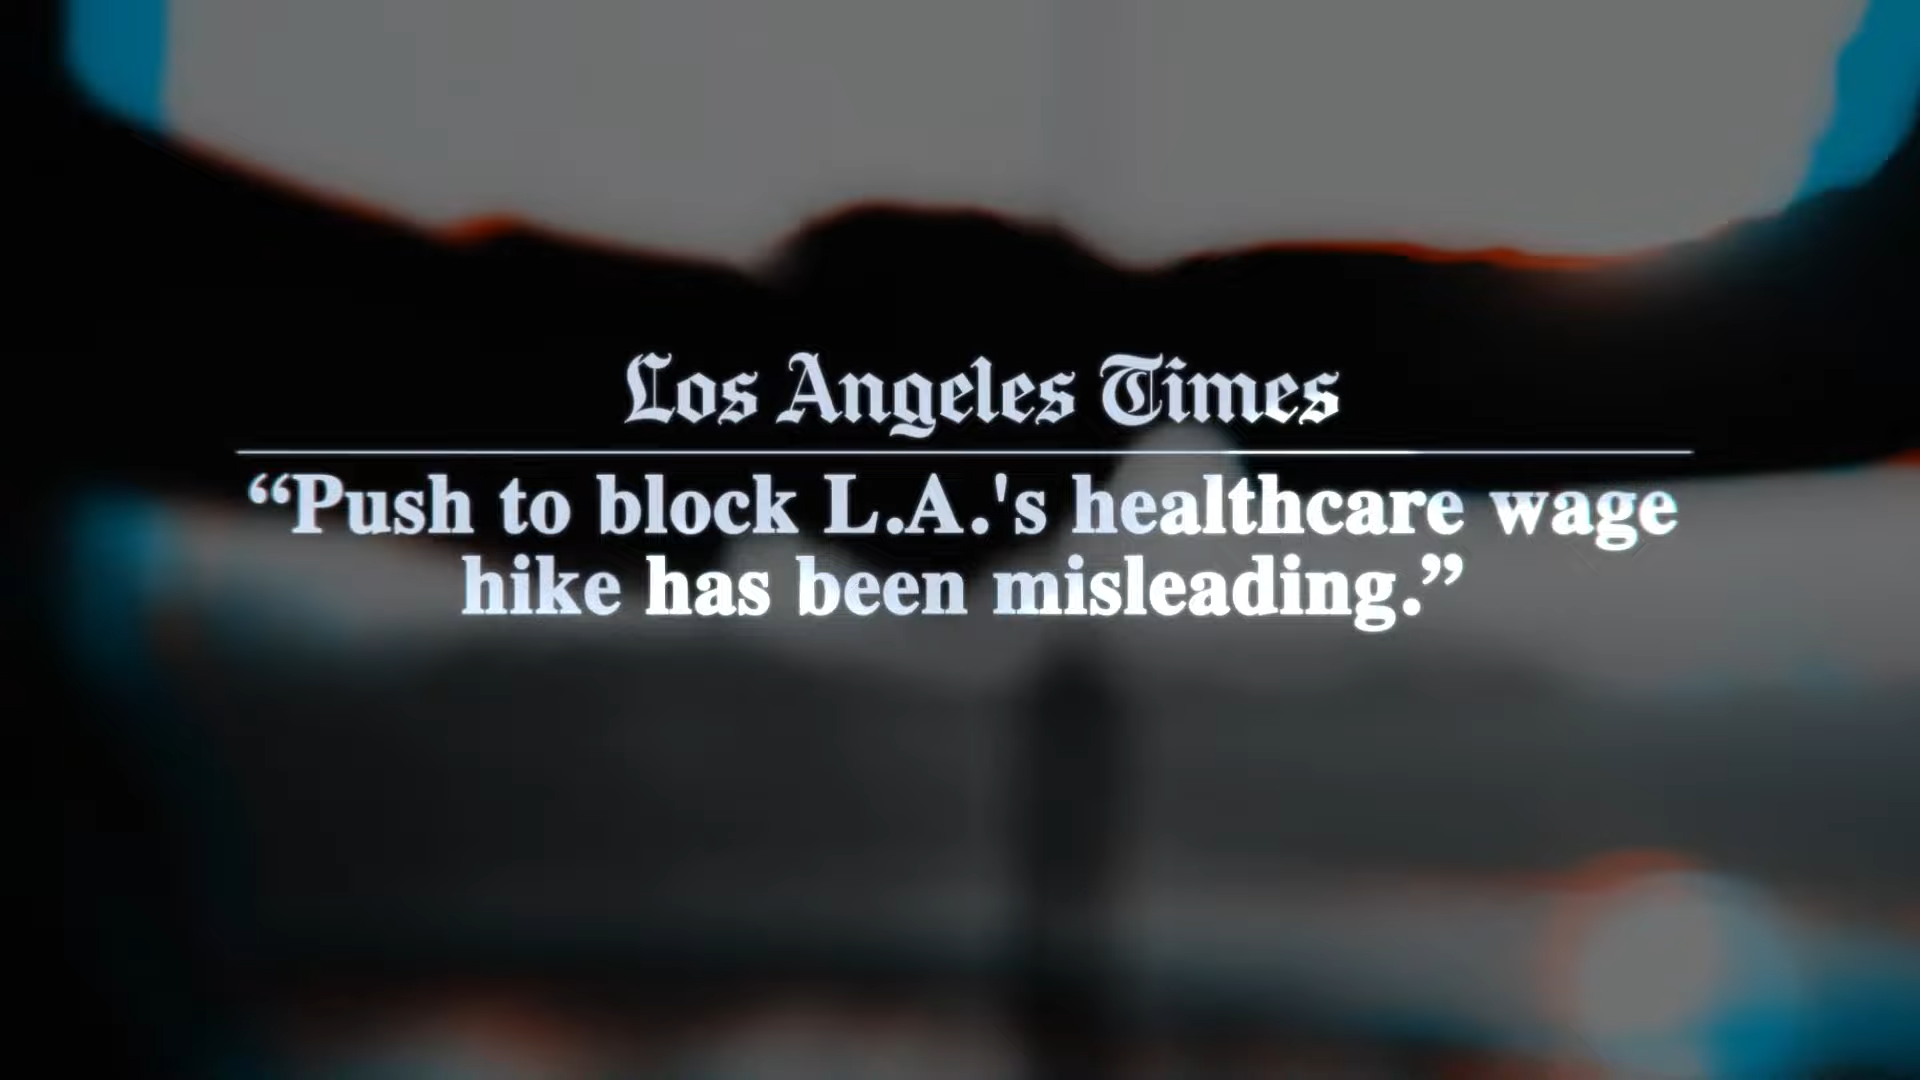 Los Angeles Times
“Push to block L.A.'s healthcare wage
hike has been misleading.”